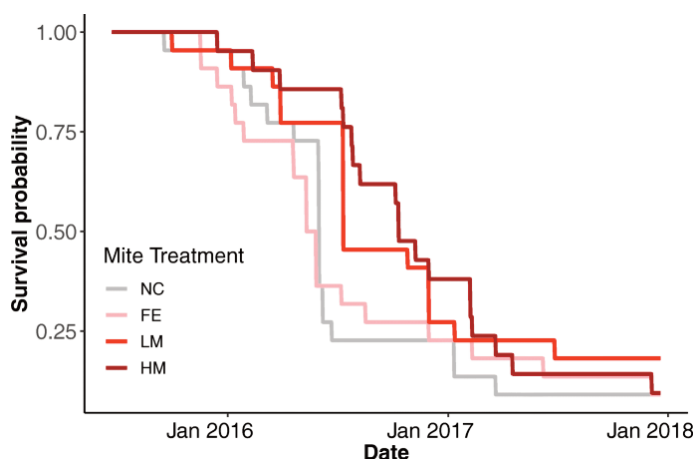 1.00
0.75
0.50
0.25
Survival probability
Mite Treatment
NC
FE
LM
HM
Jan 2016 Jan 2017 Jan 2018
Date